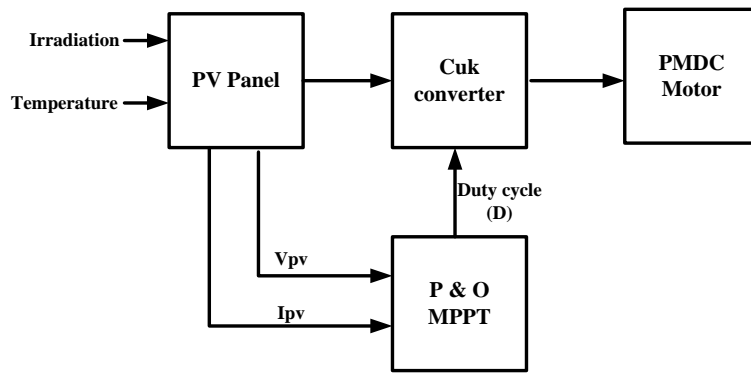 Irradiation
Temperature
PV Panel
Cuk
converter
PMDC
Motor
Duty cycle
(D)
Vpv
Ipv
P & O
MPPT